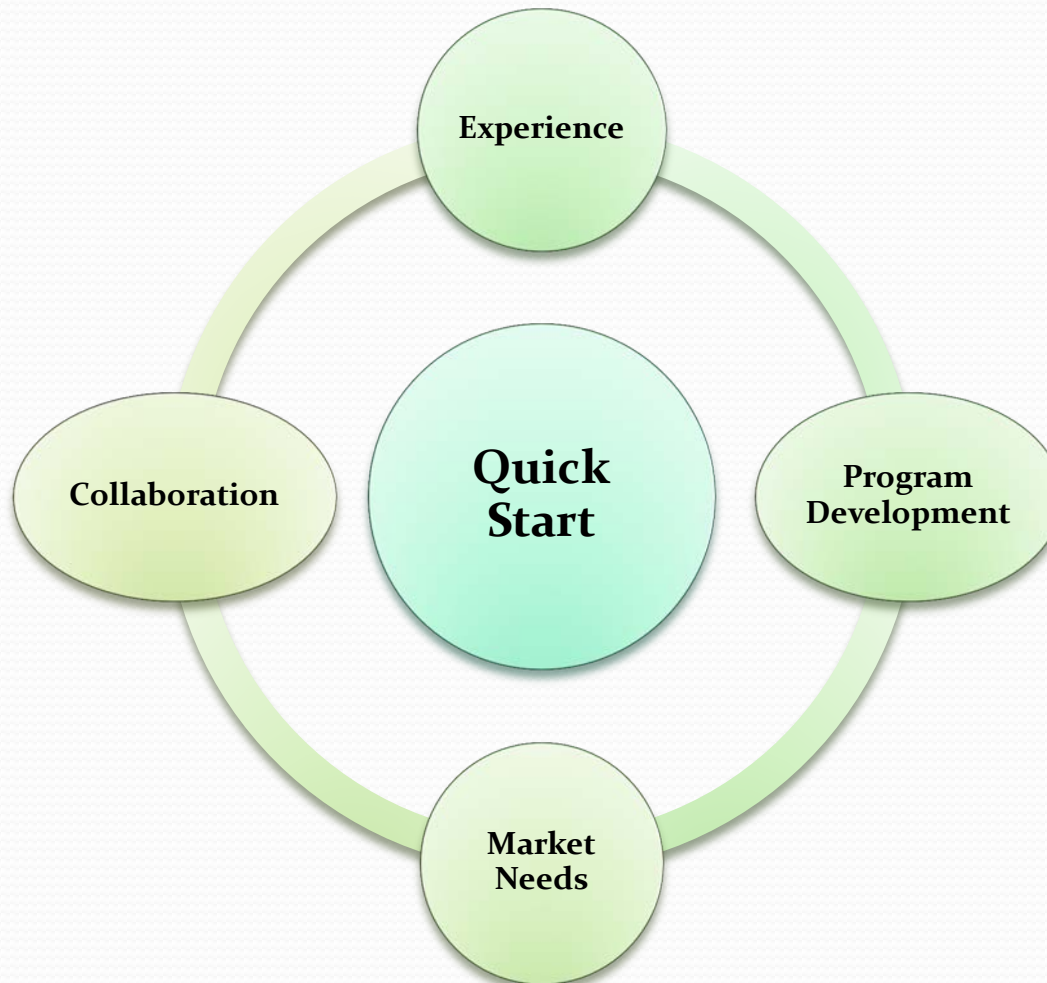 Experience
Collaboration
Quick
Start
Program
Development
Market
Needs